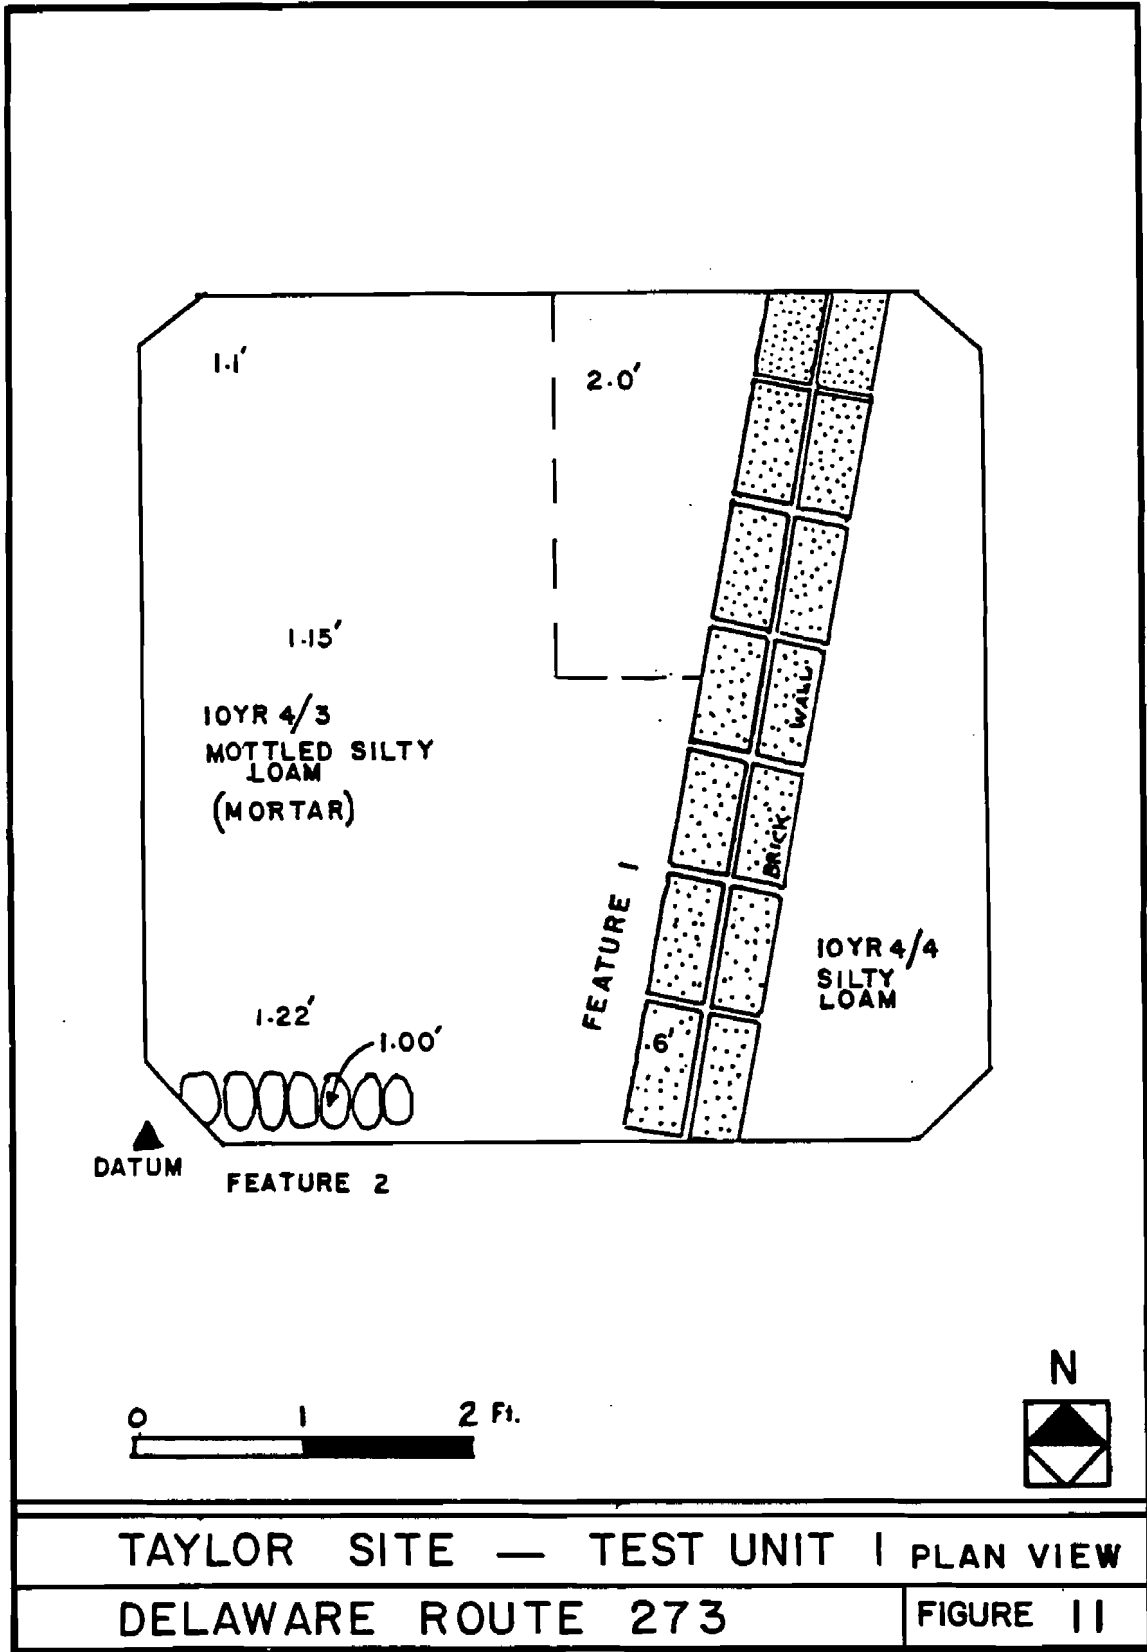 1.1'
2.0'
1.15'
10YR 4/3
MOTTLED SILTY
LOAM
(MORTAR)
WALL
BRICK
FEATURE 1
10YR 4/4
SILTY
LOAM
1.22'
1.00'
.6'
DATUM
FEATURE 2
0 1 2 Ft.
N
TAYLOR SITE — TEST UNIT 1 PLAN VIEW
DELAWARE ROUTE 273
FIGURE 11